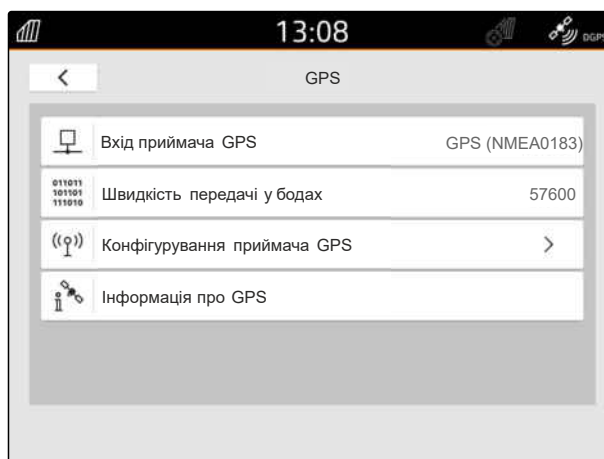 13:08
DGPS
GPS
Вхід приймача GPS GPS (NMEA0183)
011011
101101
111010
Швидкість передачі у бодах 57600
Конфігурування приймача GPS
Інформація про GPS